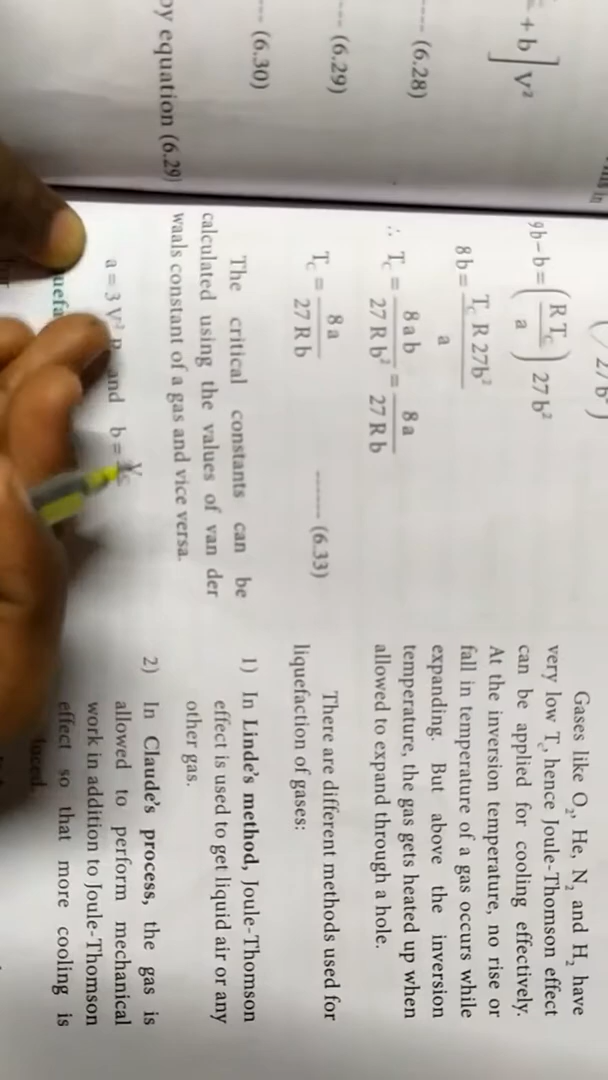 + b ] V²
---- (6.28)
---- (6.29)
---- (6.30)
by equation (6.29)
9b – b = ( R T_C / a ) 27 b²
8 b = T_C R 27b² / a
∴ T_C = 8 a b / 27 R b² = 8 a / 27 R b
T_C = 8 a / 27 R b ------ (6.33)
The critical constants can be
calculated using the values of van der
waals constant of a gas and vice versa.
and b = V_C
Gases like O₂, He, N₂ and H₂ have
very low T_C hence Joule-Thomson effect
can be applied for cooling effectively.
At the inversion temperature, no rise or
fall in temperature of a gas occurs while
expanding. But above the inversion
temperature, the gas gets heated up when
allowed to expand through a hole.
There are different methods used for
liquefaction of gases:
1) In Linde's method, Joule-Thomson
effect is used to get liquid air or any
other gas.
2) In Claude's process, the gas is
allowed to perform mechanical
work in addition to Joule-Thomson
effect so that more cooling is